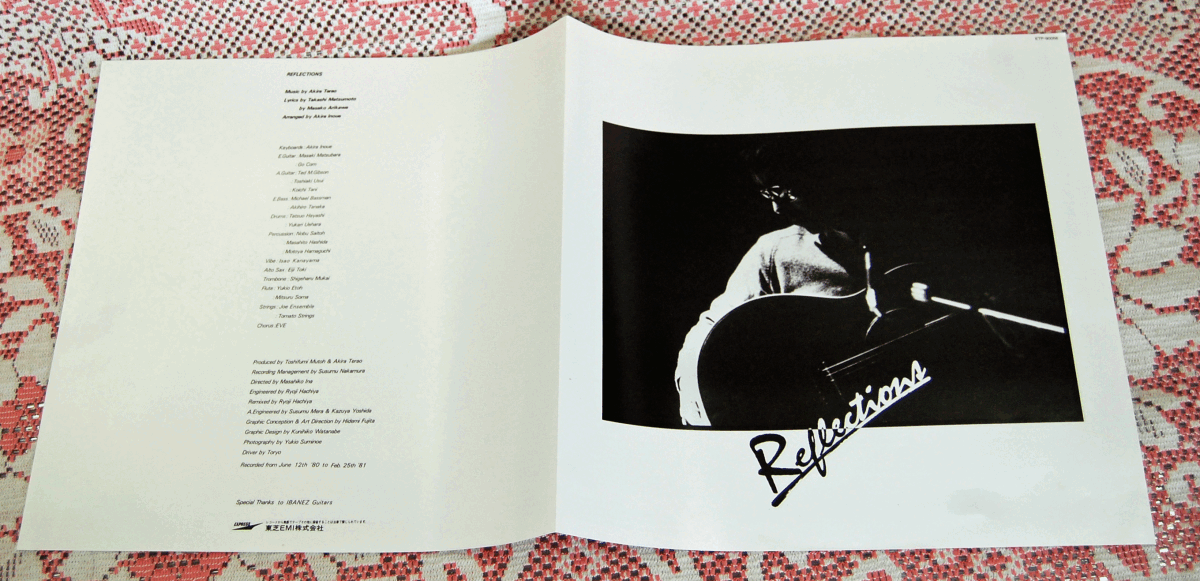 REFLECTIONS
Music by Akira Terao
Lyrics by Takashi Matsumoto
by Masako Arikawa
Arranged by Akira Inoue
Keyboards : Akira Inoue
E.Guitar : Masaki Matsubara
Go Cam
A.Guitar : Tad M.Gibson
Toshiaki Usui
: Koichi Tani
E.Bass : Michael Bassman
: Akihiro Tanaka
Drums : Tatsuo Hayashi
: Yukari Uehara
Percussion : Nobu Saitoh
: Masahito Hashida
: Motoya Hamaguchi
Vibe : Isao Kanayama
Alto Sax : Eiji Toki
Trombone : Shigeharu Mukai
Flute : Yukio Etoh
Mitsuru Soma
Strings : Joe Ensemble
: Tomato Strings
Chorus : EVE
Produced by Toshifumi Mutoh & Akira Terao
Recording Management by Susumu Nakamura
Directed by Masahiko Ina
Engineered by Ryoji Hachiya
Remixed by Ryoji Hachiya
A.Engineered by Susumu Mera & Kazuya Yoshida
Graphic Conception & Art Direction by Hidemi Fujita
Graphic Design by Kunihiko Watanabe
Photography by Yukio Suminoe
Driver by Toryo
Recorded from June 12th '80 to Feb. 25th '81
Special Thanks to IBANEZ Guitars
EXPRESS
東芝EMI株式会社
Reflections